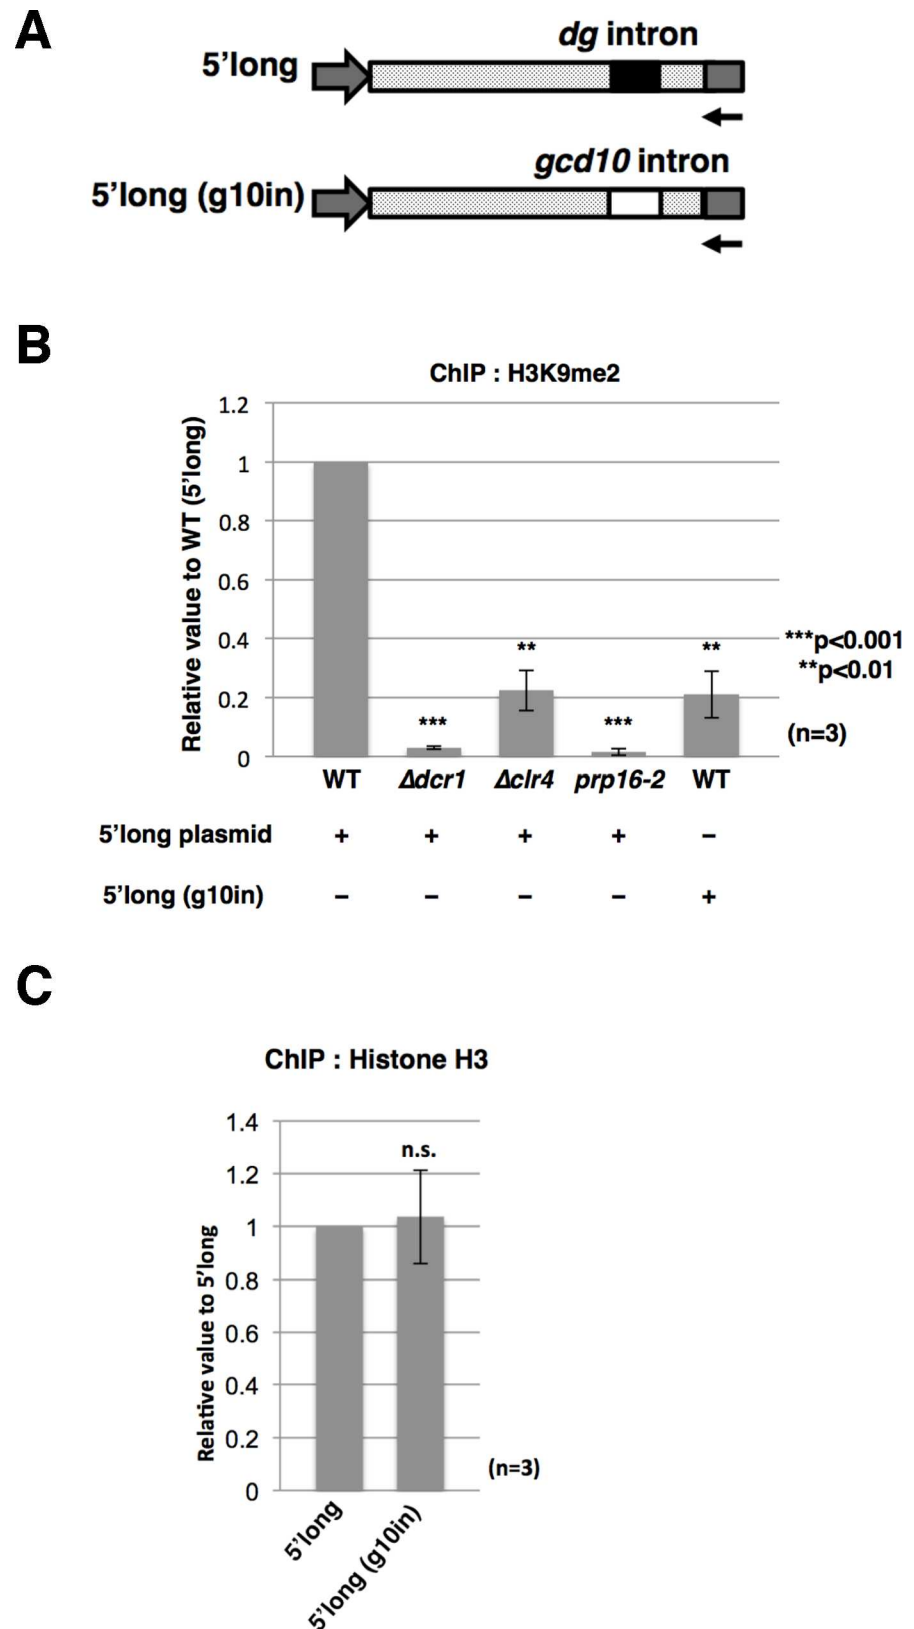 A
dg intron
5'long
gcd10 intron
5'long (g10in)
B
ChIP : H3K9me2
Relative value to WT (5'long)
1.2
1
0.8
0.6
0.4
0.2
0
** **
*** ***
***p<0.001
**p<0.01
(n=3)
WT Δdcr1 Δclr4 prp16-2 WT
5'long plasmid + + + + –
5'long (g10in) – – – – +
C
ChIP : Histone H3
Relative value to 5'long
1.4
1.2
1
0.8
0.6
0.4
0.2
0
n.s.
(n=3)
5'long
5'long (g10in)